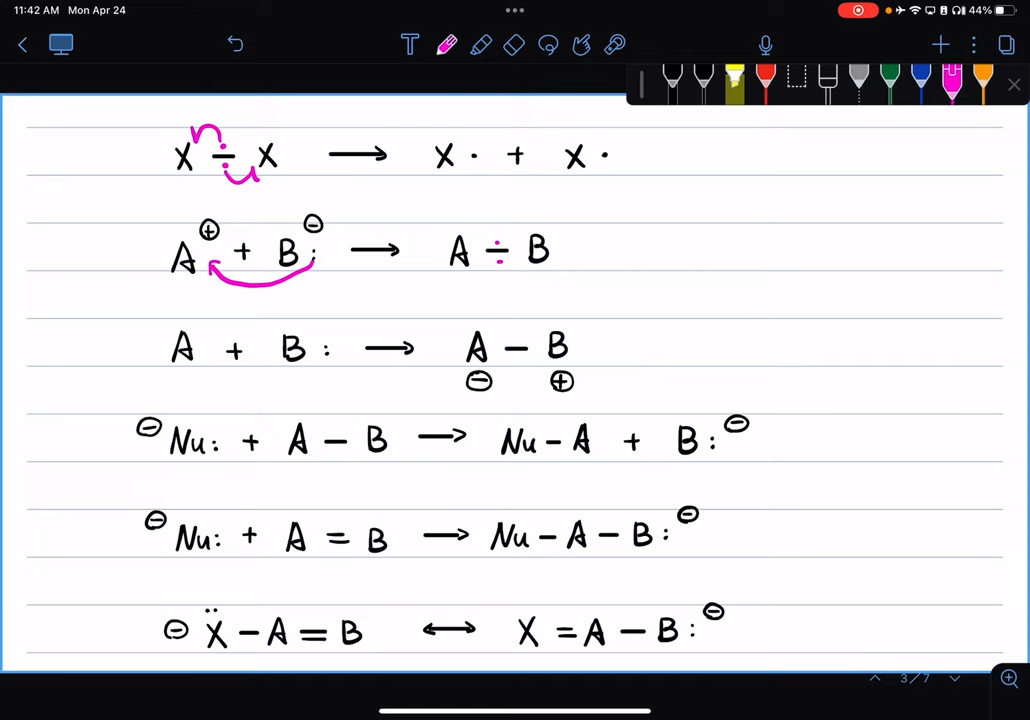 11:42 AM Mon Apr 24
44%
T
X ∸ X ⟶ X · + X ·
A⊕ + B:⊖ ⟶ A ÷ B
A + B: ⟶ A – B
⊖ ⊕
⊖Nu: + A – B ⟶ Nu – A + B:⊖
⊖Nu: + A = B ⟶ Nu – A – B:⊖
⊖Ẍ – A = B ⟷ X = A – B:⊖
3/7